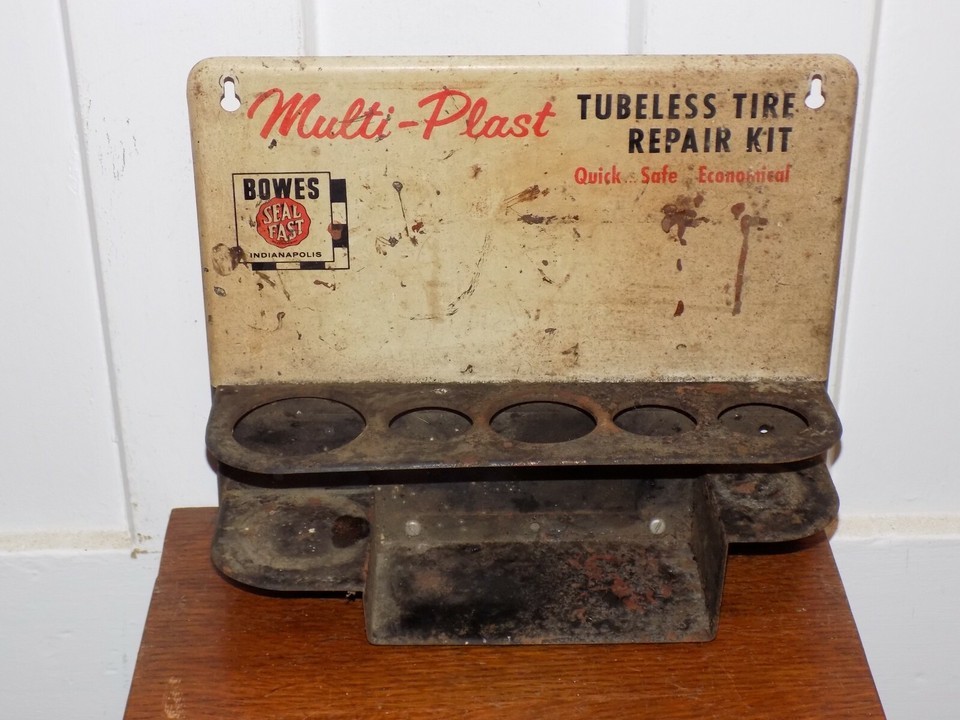 Multi-Plast
TUBELESS TIRE
REPAIR KIT
Quick Safe Economical
BOWES
SEAL
FAST
INDIANAPOLIS